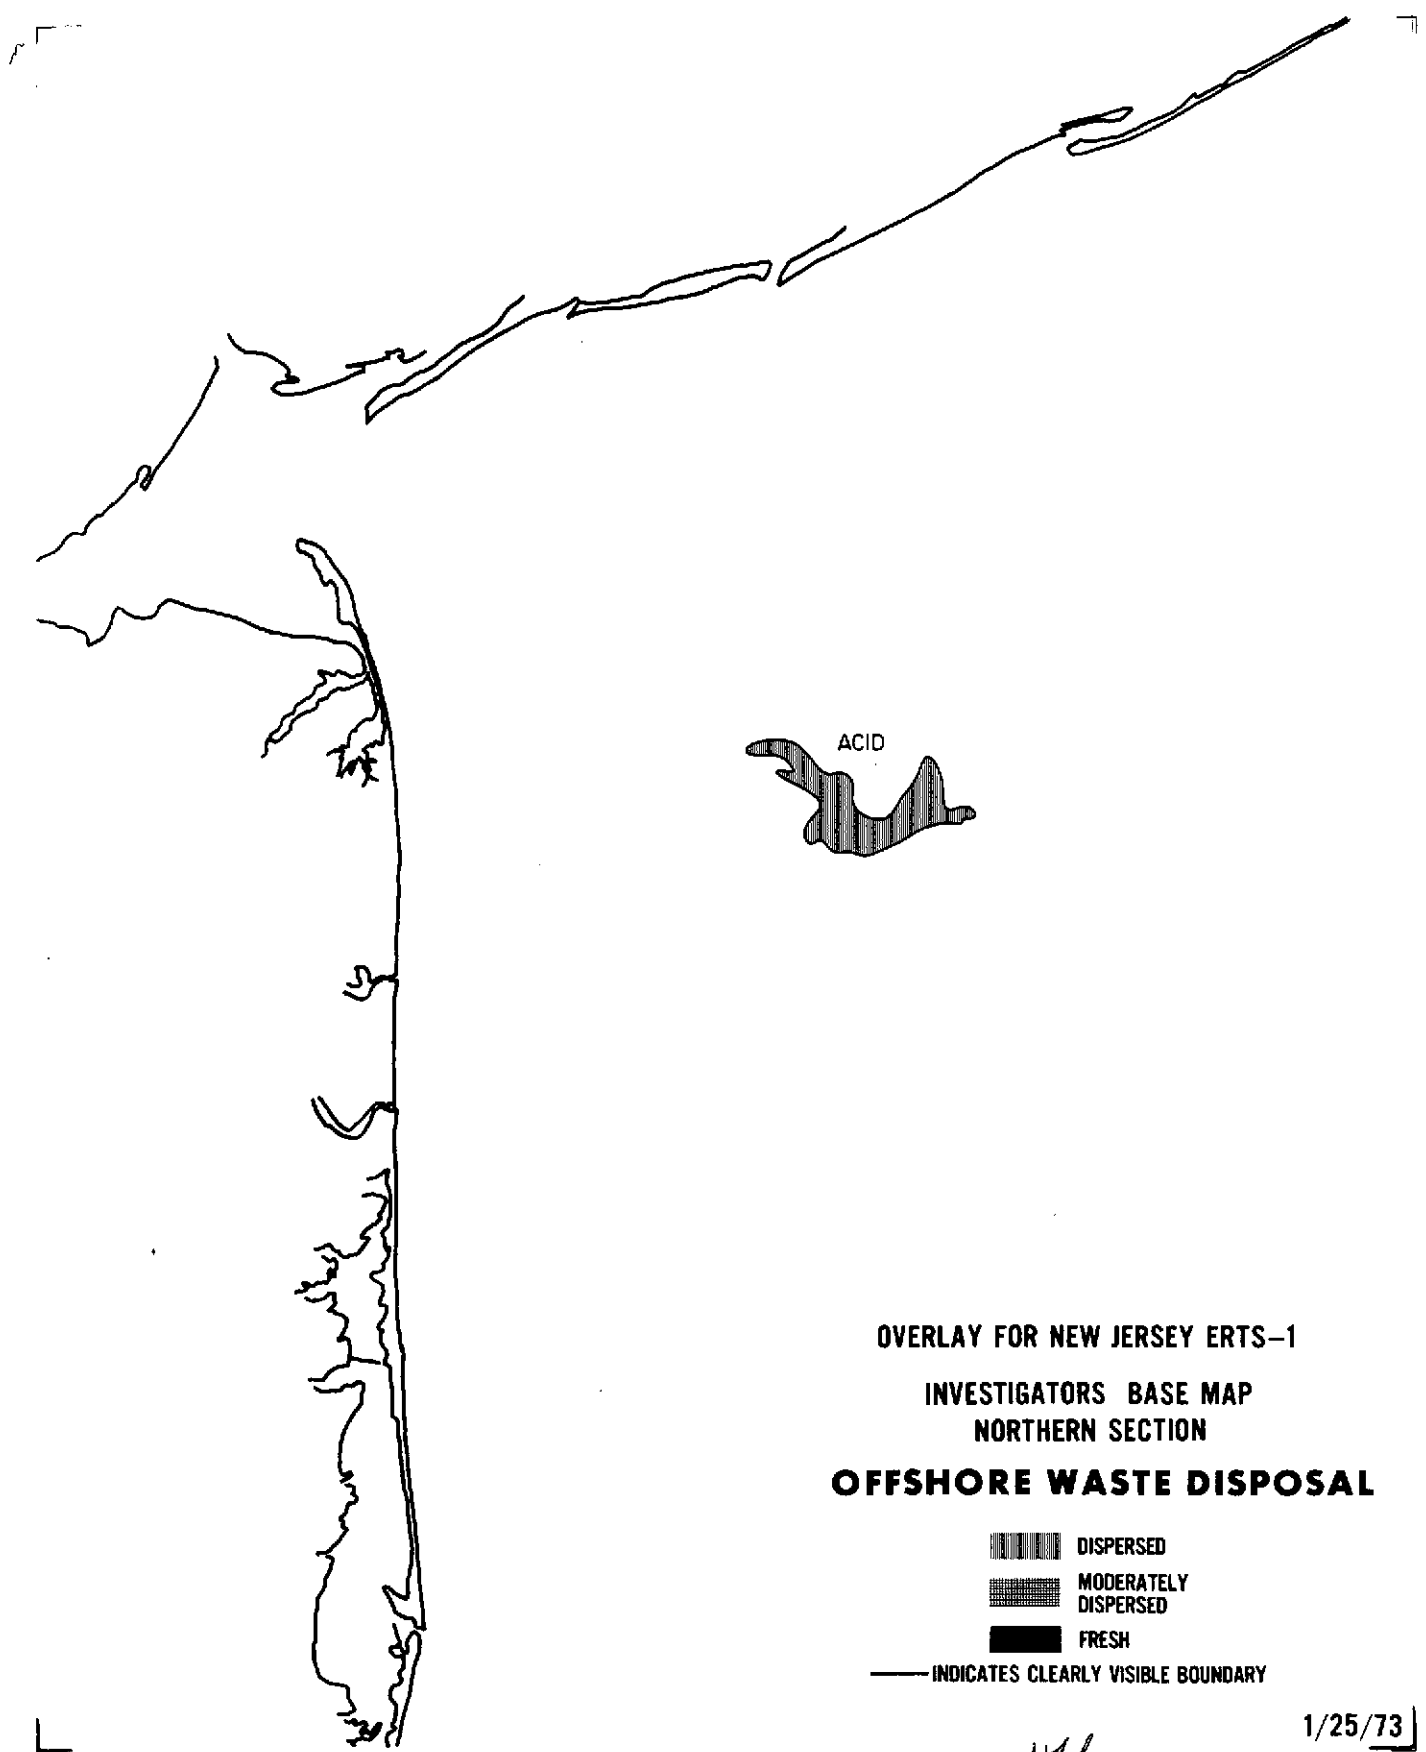 ACID
OVERLAY FOR NEW JERSEY ERTS–1
INVESTIGATORS BASE MAP
NORTHERN SECTION
OFFSHORE WASTE DISPOSAL
DISPERSED
MODERATELY
DISPERSED
FRESH
INDICATES CLEARLY VISIBLE BOUNDARY
1/25/73